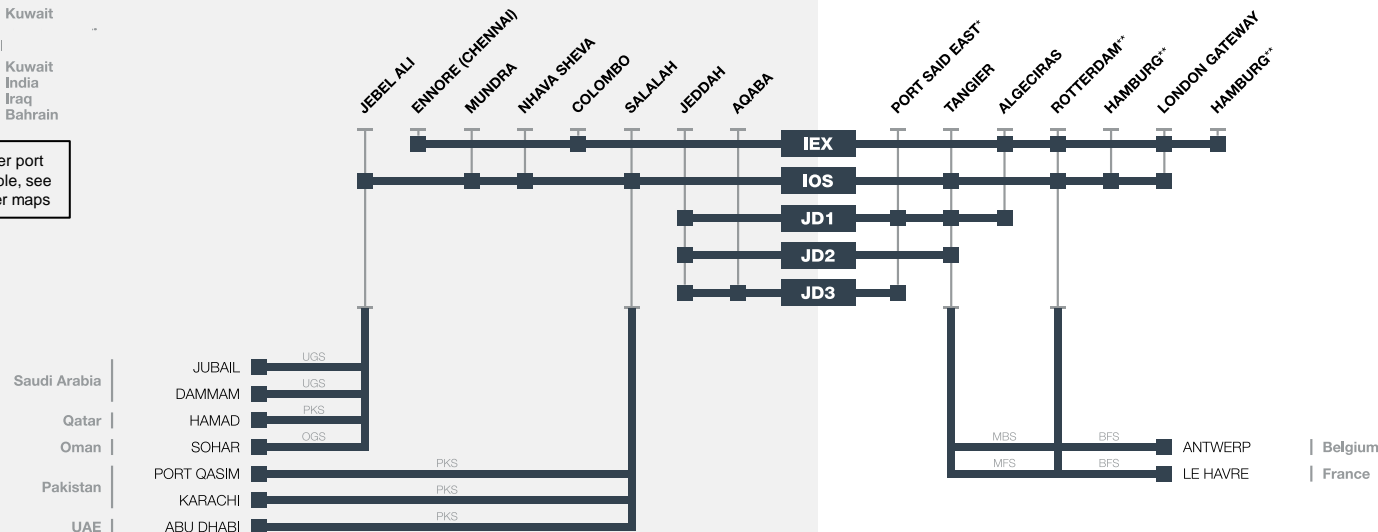 Kuwait
Kuwait
India
Iraq
Bahrain
er port
ole, see
er maps
JEBEL ALI
ENNORE (CHENNAI)
MUNDRA
NHAVA SHEVA
COLOMBO
SALALAH
JEDDAH
AQABA
PORT SAID EAST*
TANGIER
ALGECIRAS
ROTTERDAM**
HAMBURG**
LONDON GATEWAY
HAMBURG**
IEX
IOS
JD1
JD2
JD3
Saudi Arabia
JUBAIL
UGS
DAMMAM
UGS
Qatar
HAMAD
PKS
Oman
SOHAR
OGS
Pakistan
PORT QASIM
PKS
KARACHI
PKS
UAE
ABU DHABI
PKS
MBS
BFS
ANTWERP
Belgium
MFS
BFS
LE HAVRE
France